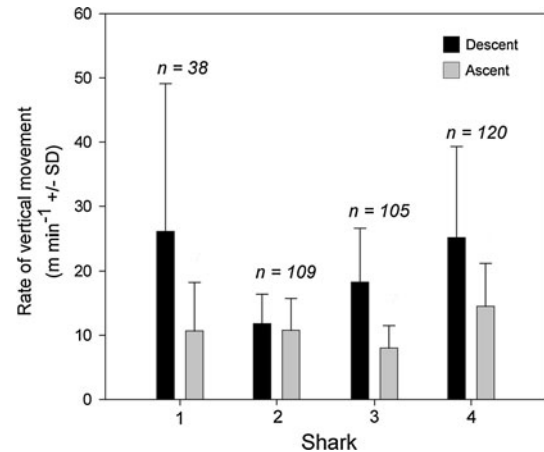 60
50
40
30
20
10
0
Rate of vertical movement
(m min⁻¹ +/- SD)
Descent
Ascent
n = 38
n = 109
n = 105
n = 120
1 2 3 4
Shark